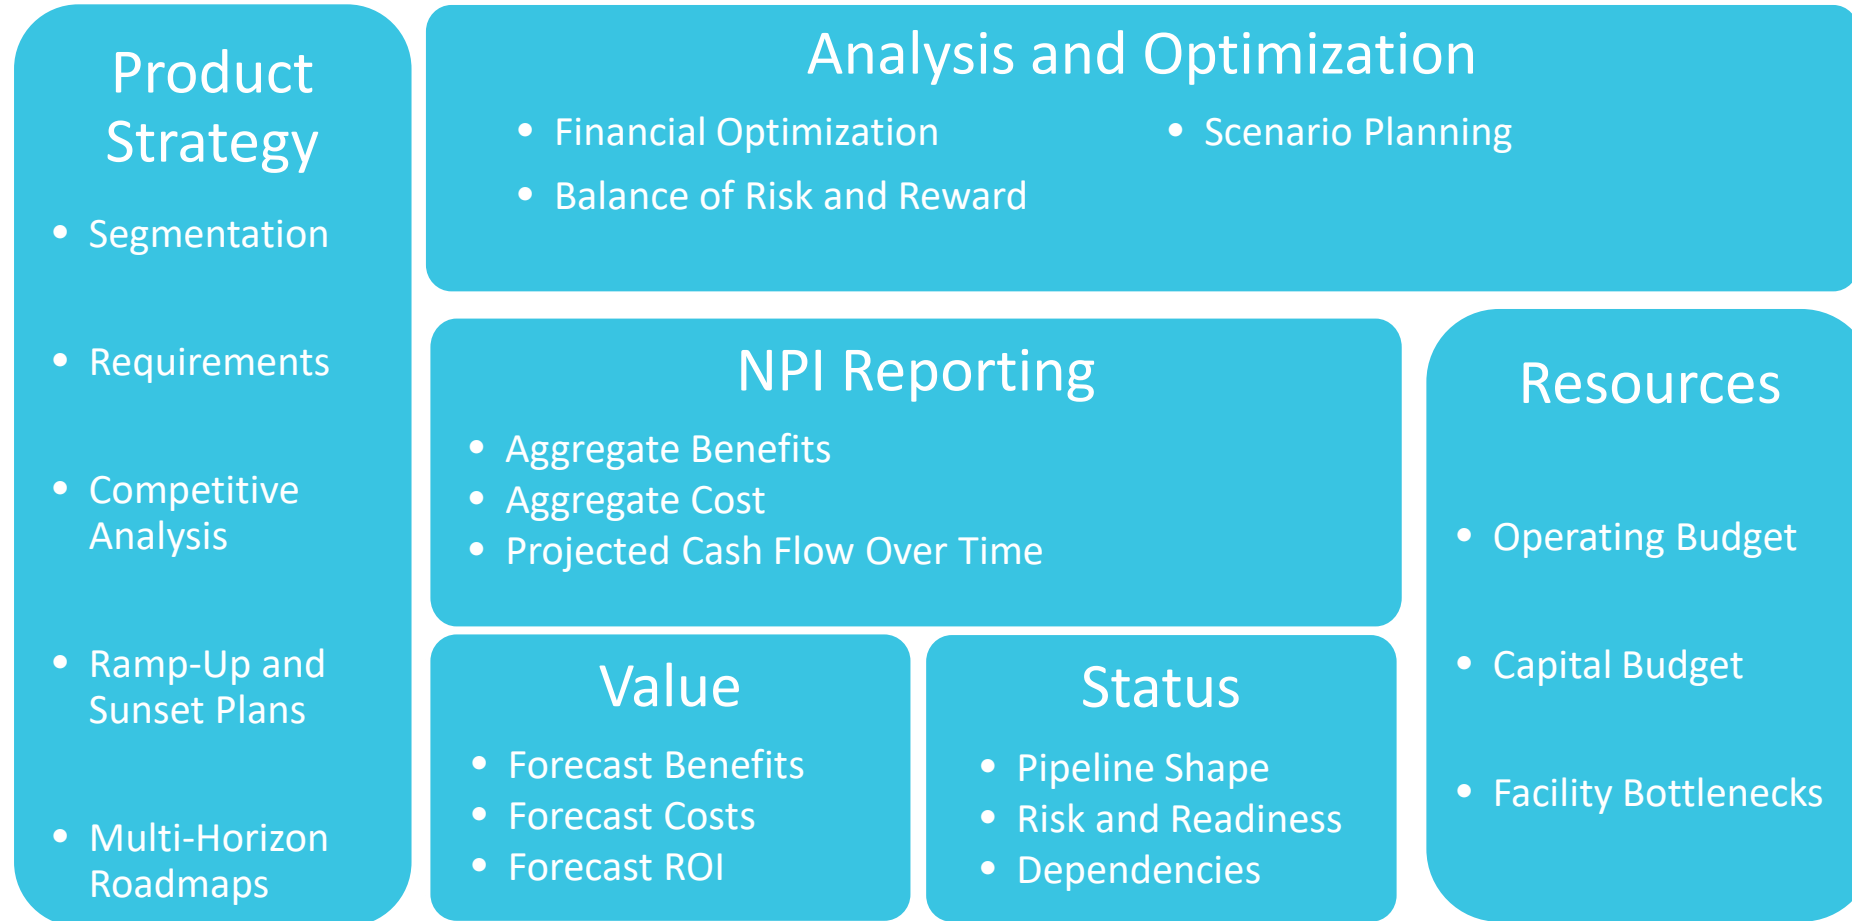 Product
Strategy
• Segmentation
• Requirements
• Competitive
Analysis
• Ramp-Up and
Sunset Plans
• Multi-Horizon
Roadmaps
Analysis and Optimization
• Financial Optimization
• Balance of Risk and Reward
• Scenario Planning
NPI Reporting
• Aggregate Benefits
• Aggregate Cost
• Projected Cash Flow Over Time
Value
• Forecast Benefits
• Forecast Costs
• Forecast ROI
Status
• Pipeline Shape
• Risk and Readiness
• Dependencies
Resources
• Operating Budget
• Capital Budget
• Facility Bottlenecks